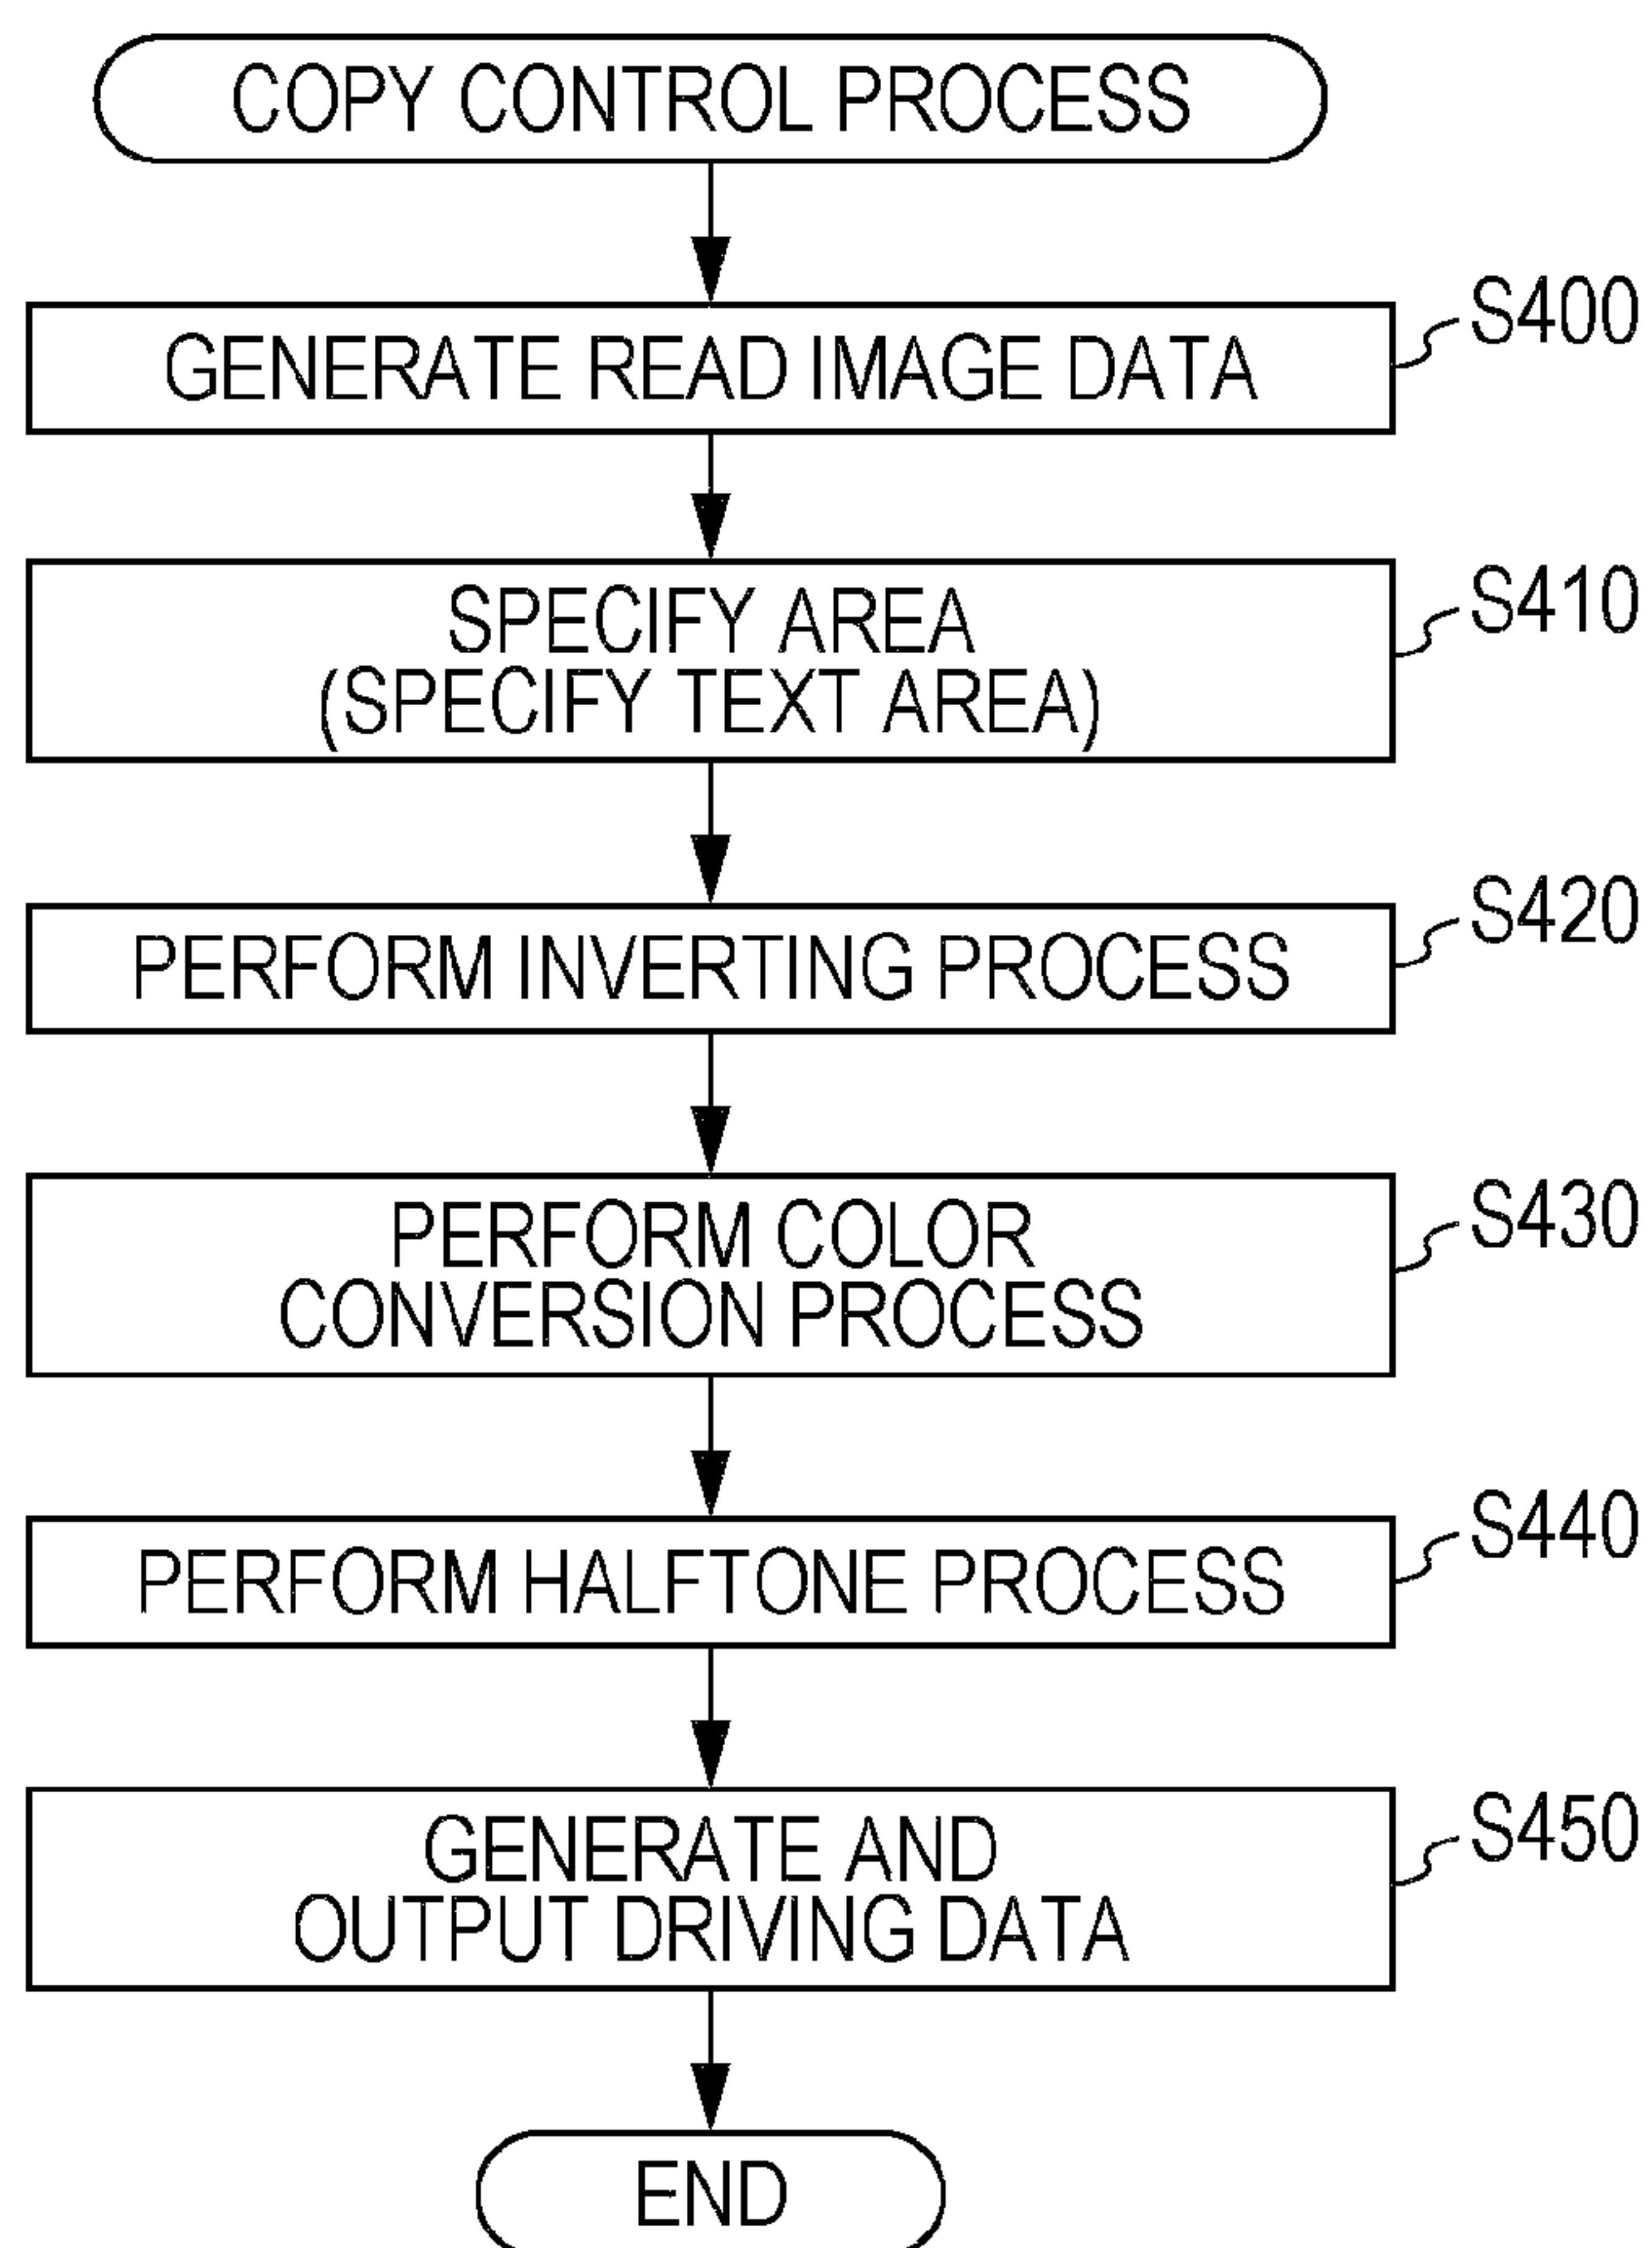 COPY CONTROL PROCESS
GENERATE READ IMAGE DATA
S400
SPECIFY AREA
(SPECIFY TEXT AREA)
S410
PERFORM INVERTING PROCESS
S420
PERFORM COLOR
CONVERSION PROCESS
S430
PERFORM HALFTONE PROCESS
S440
GENERATE AND
OUTPUT DRIVING DATA
S450
END